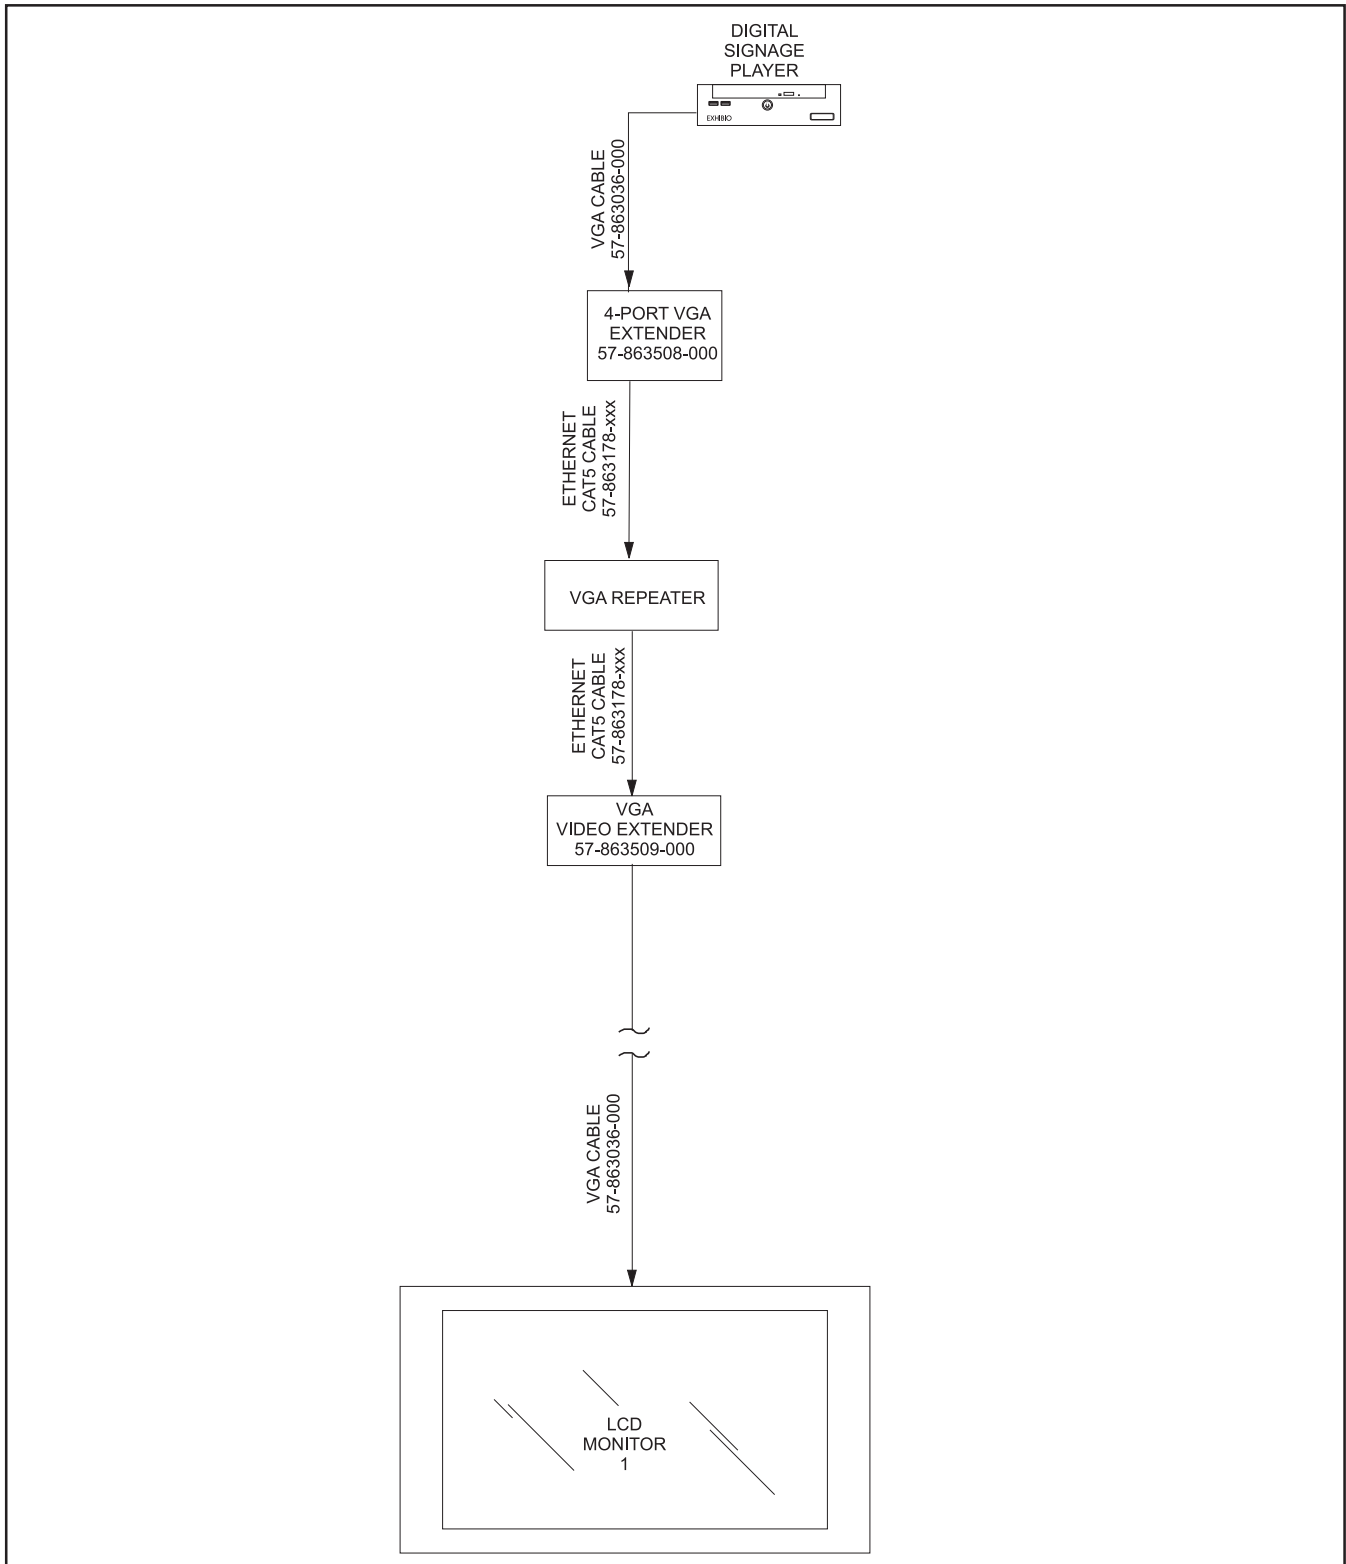 DIGITAL
SIGNAGE
PLAYER
EXHIBIO
VGA CABLE
57-863036-000
4-PORT VGA
EXTENDER
57-863508-000
ETHERNET
CAT5 CABLE
57-863178-xxx
VGA REPEATER
ETHERNET
CAT5 CABLE
57-863178-xxx
VGA
VIDEO EXTENDER
57-863509-000
VGA CABLE
57-863036-000
LCD
MONITOR
1